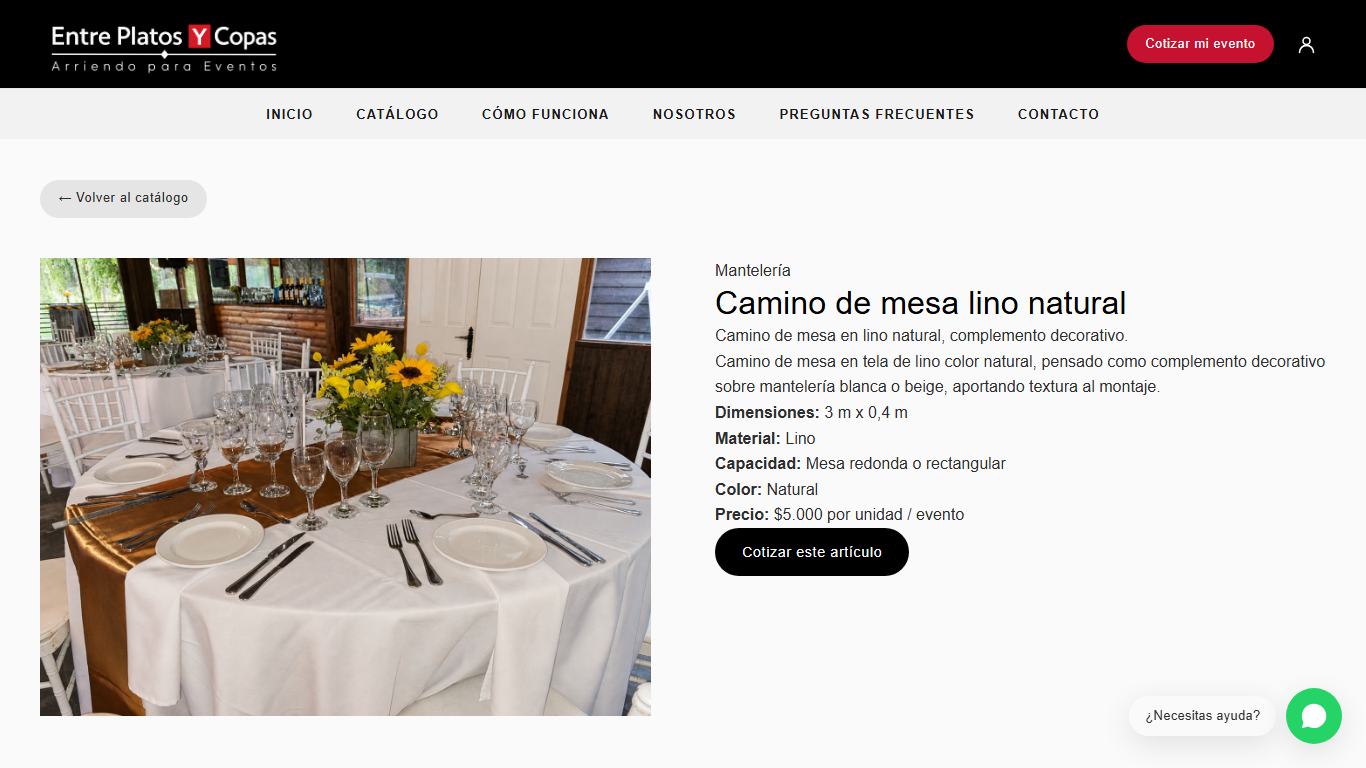 Entre Platos Y Copas
Arriendo para Eventos
Cotizar mi evento
INICIO
CATÁLOGO
CÓMO FUNCIONA
NOSOTROS
PREGUNTAS FRECUENTES
CONTACTO
← Volver al catálogo
Mantelería
Camino de mesa lino natural
Camino de mesa en lino natural, complemento decorativo.
Camino de mesa en tela de lino color natural, pensado como complemento decorativo
sobre mantelería blanca o beige, aportando textura al montaje.
Dimensiones: 3 m x 0,4 m
Material: Lino
Capacidad: Mesa redonda o rectangular
Color: Natural
Precio: $5.000 por unidad / evento
Cotizar este artículo
¿Necesitas ayuda?